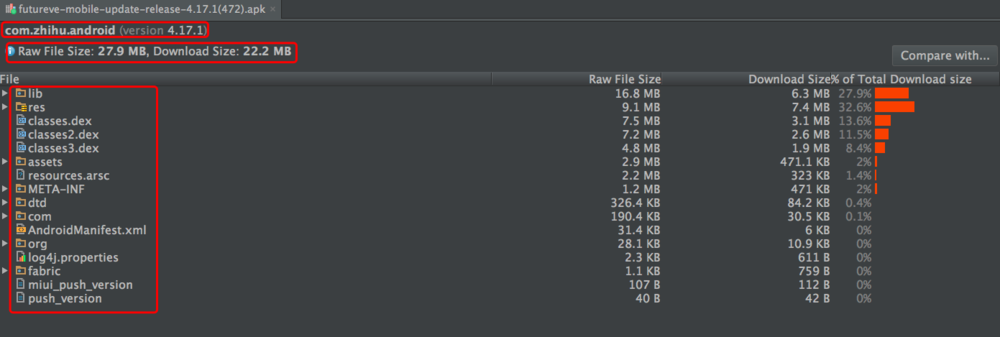 futureve-mobile-update-release-4.17.1(472).apk ×
com.zhihu.android (version 4.17.1)
Raw File Size: 27.9 MB, Download Size: 22.2 MB
Compare with...
File Raw File Size Download Size% of Total Download size
lib 16.8 MB 6.3 MB 27.9%
res 9.1 MB 7.4 MB 32.6%
classes.dex 7.5 MB 3.1 MB 13.6%
classes2.dex 7.2 MB 2.6 MB 11.5%
classes3.dex 4.8 MB 1.9 MB 8.4%
assets 2.9 MB 471.1 KB 2%
resources.arsc 2.2 MB 323 KB 1.4%
META-INF 1.2 MB 471 KB 2%
dtd 326.4 KB 84.2 KB 0.4%
com 190.4 KB 30.5 KB 0.1%
AndroidManifest.xml 31.4 KB 6 KB 0%
org 28.1 KB 10.9 KB 0%
log4j.properties 2.3 KB 611 B 0%
fabric 1.1 KB 759 B 0%
miui_push_version 107 B 112 B 0%
push_version 40 B 42 B 0%